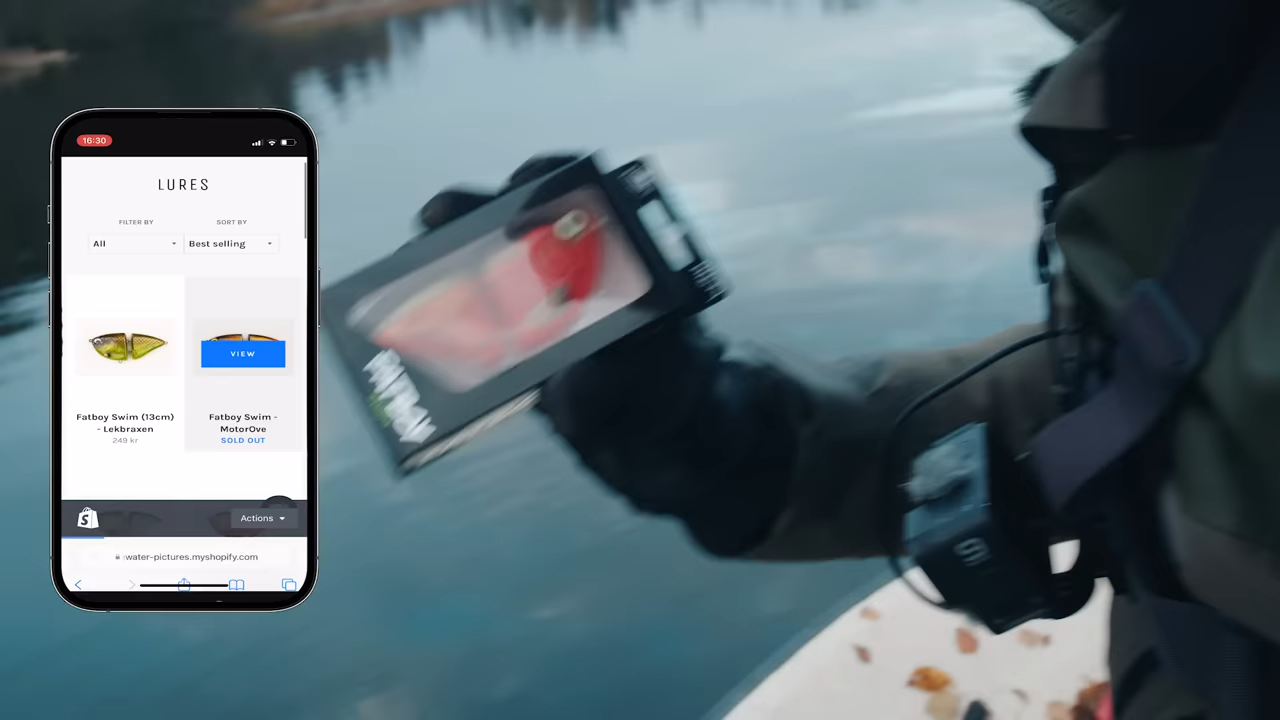 16:30
LURES
FILTER BY
SORT BY
All
Best selling
VIEW
Fatboy Swim (13cm)
- Lekbraxen
249 kr
Fatboy Swim -
MotorOve
SOLD OUT
Actions
water-pictures.myshopify.com